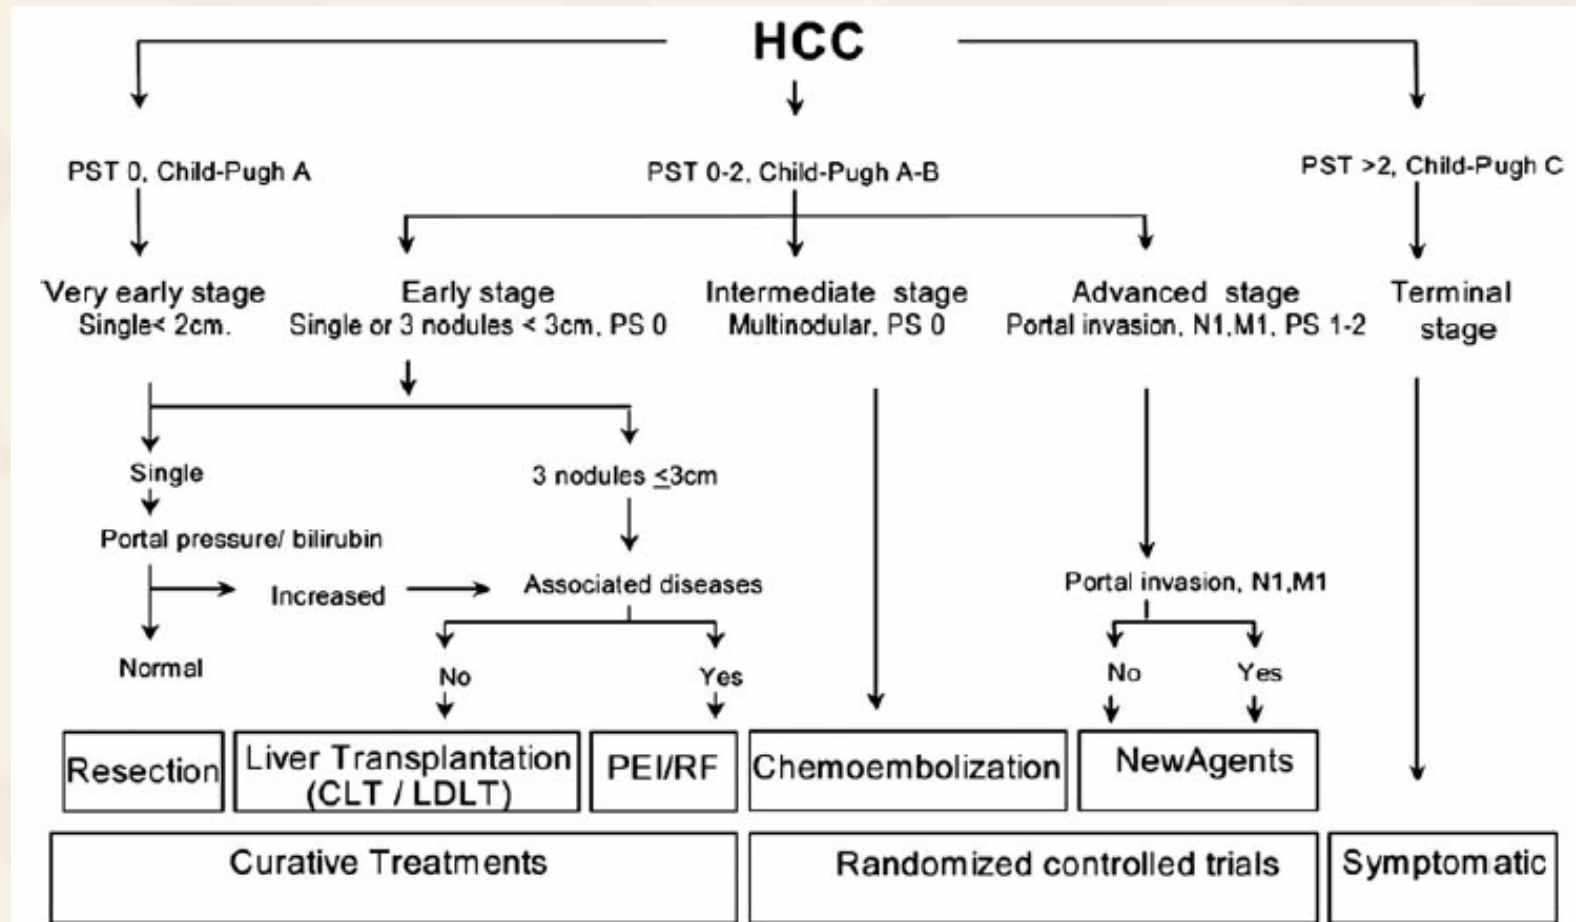 HCC
PST 0, Child-Pugh A
PST 0-2, Child-Pugh A-B
PST >2, Child-Pugh C
Very early stage
Single< 2cm.
Early stage
Single or 3 nodules < 3cm, PS 0
Intermediate stage
Multinodular, PS 0
Advanced stage
Portal invasion, N1,M1, PS 1-2
Terminal
stage
Single
3 nodules ≤3cm
Portal pressure/ bilirubin
Increased
Associated diseases
Portal invasion, N1,M1
Normal
No
Yes
No
Yes
Resection
Liver Transplantation
(CLT / LDLT)
PEI/RF
Chemoembolization
NewAgents
Curative Treatments
Randomized controlled trials
Symptomatic